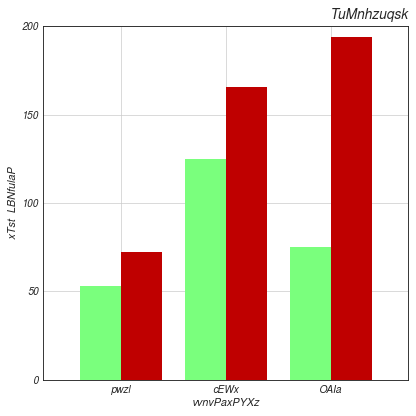 TuMnhzuqsk
200
150
100
50
0
xTst LBNfulaP
pwzl cEWx OAla
vvnvPaxPYXz